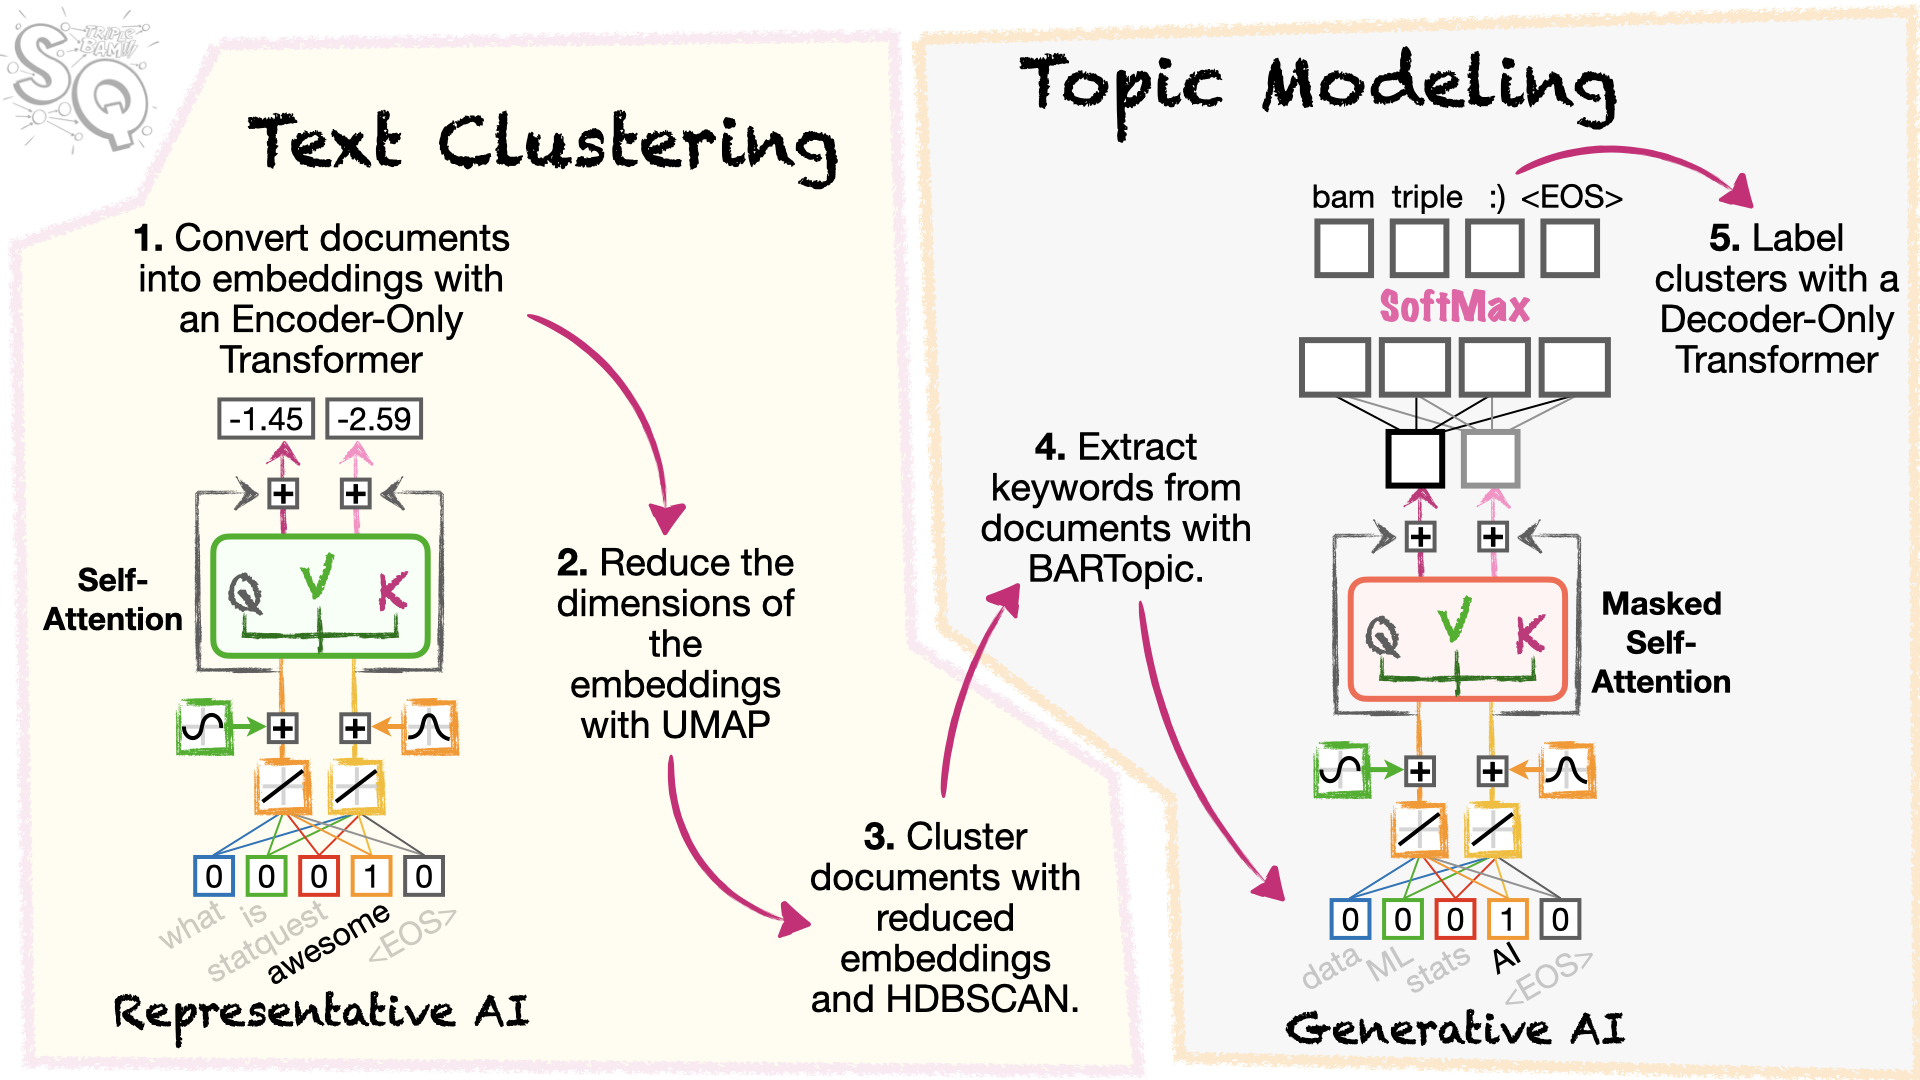 SQ
TRIPLE
BAM!!!
Text Clustering
1. Convert documents
into embeddings with
an Encoder-Only
Transformer
-1.45 -2.59
+ +
Self-
Attention
Q V K
+ +
0 0 0 1 0
what is statquest awesome <EOS>
Representative AI
2. Reduce the
dimensions of
the
embeddings
with UMAP
3. Cluster
documents with
reduced
embeddings
and HDBSCAN.
Topic Modeling
4. Extract
keywords from
documents with
BARTopic.
bam triple :) <EOS>
SoftMax
5. Label
clusters with a
Decoder-Only
Transformer
+ +
Q V K
Masked
Self-
Attention
+ +
0 0 0 1 0
data ML stats AI <EOS>
Generative AI